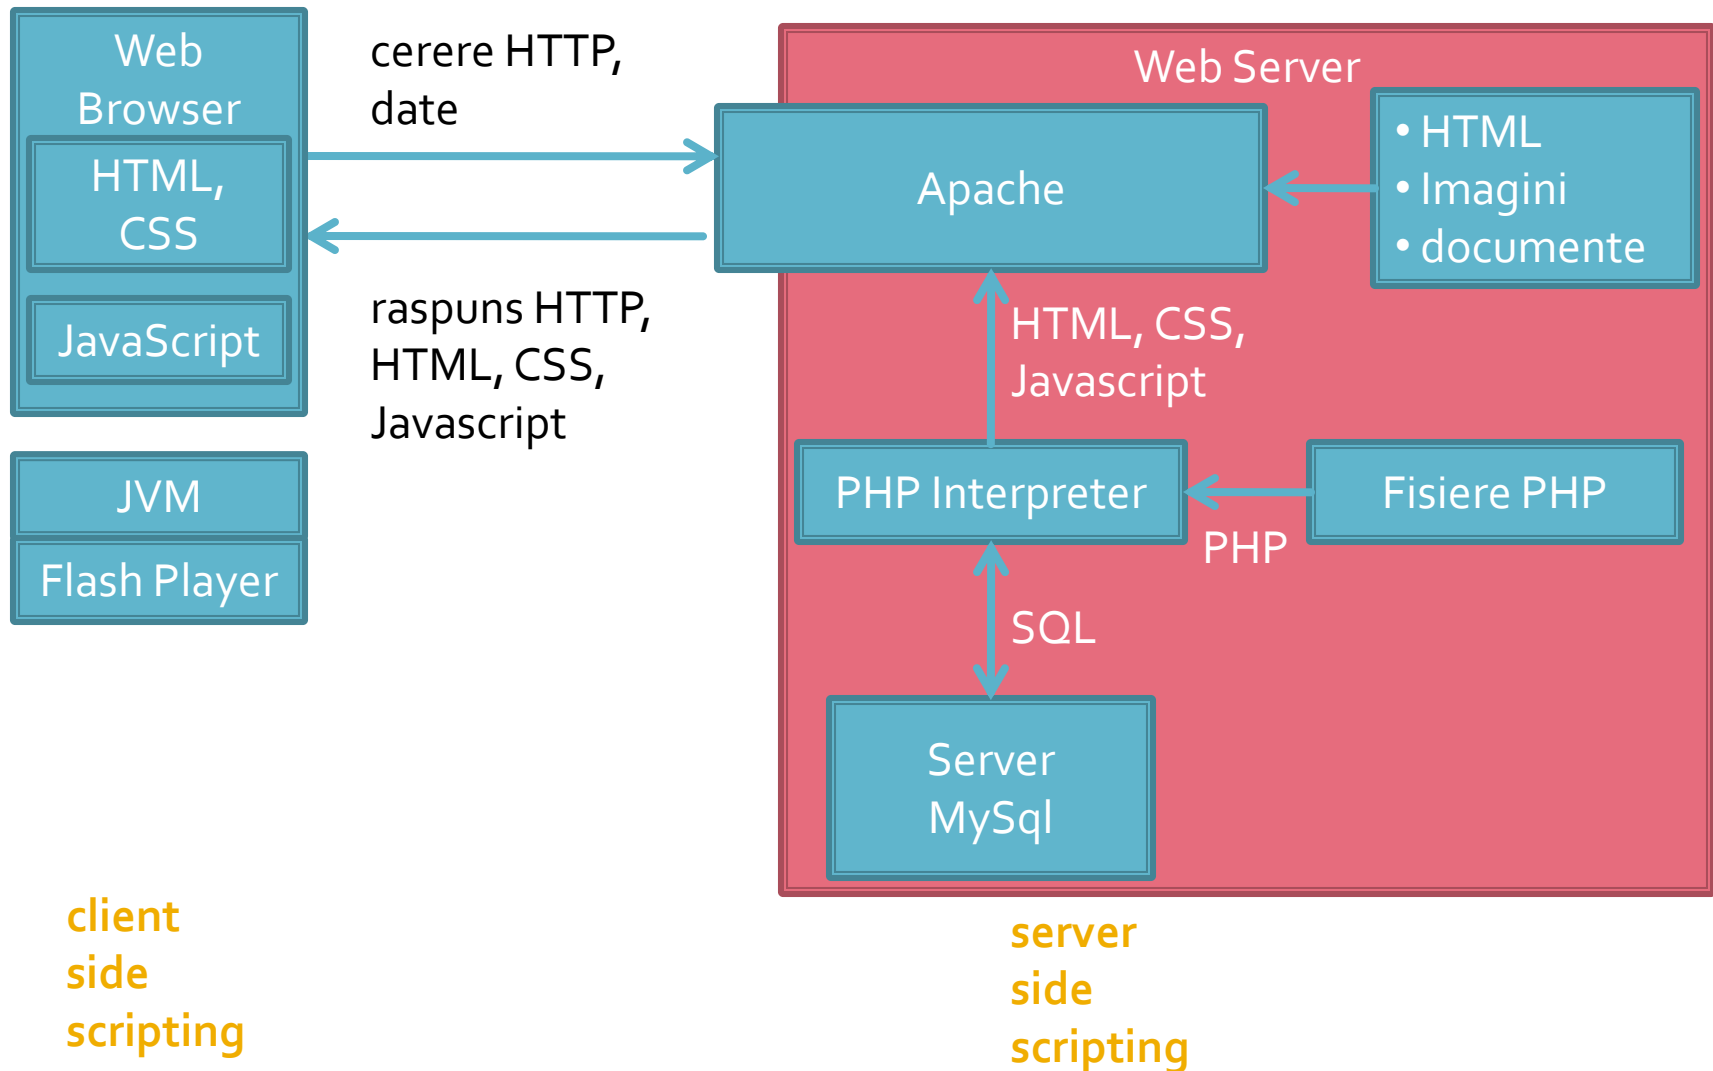 Web
Browser
HTML,
CSS
JavaScript
JVM
Flash Player
cerere HTTP,
date
raspuns HTTP,
HTML, CSS,
Javascript
Web Server
Apache
• HTML
• Imagini
• documente
HTML, CSS,
Javascript
PHP Interpreter
Fisiere PHP
PHP
SQL
Server
MySql
client
side
scripting
server
side
scripting